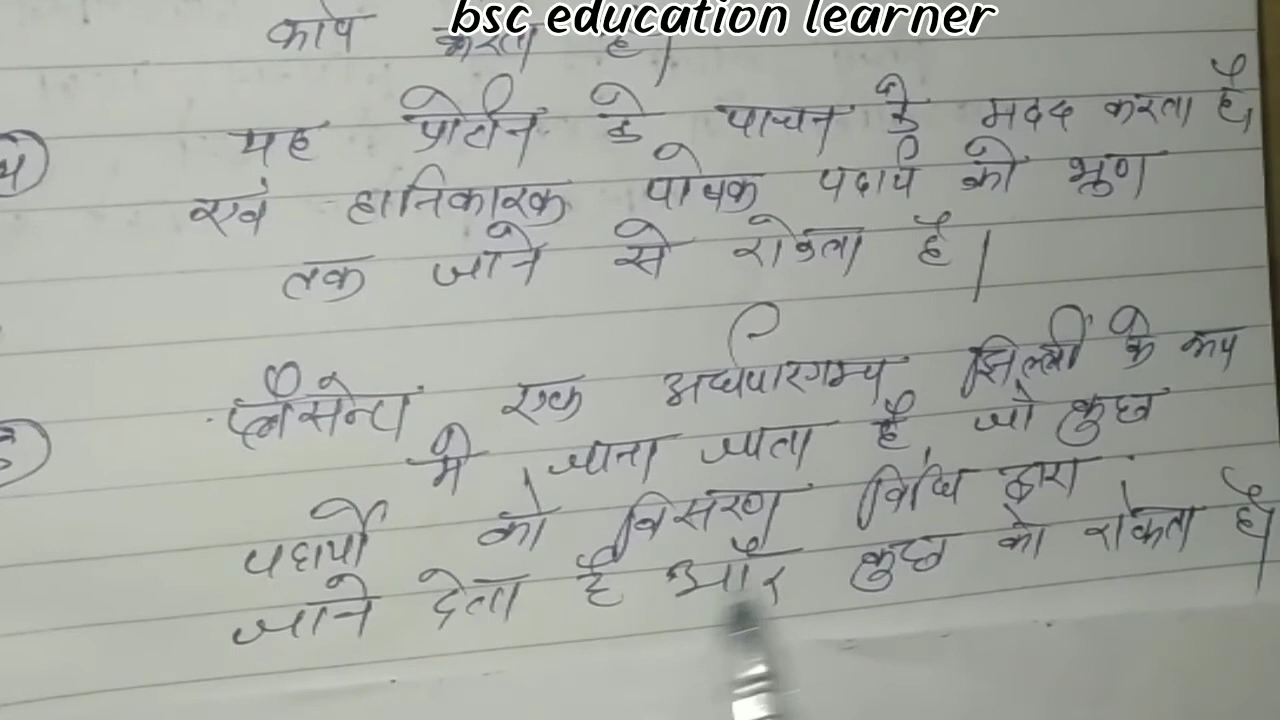 bsc education learner
कार्य करता है।
यह प्रोटीन के पाचन के मदद करता है।
एवं हानिकारक पोषक पदार्थ को भ्रूण
तक जाने से रोकता है।
प्लैसेन्टा एक अर्धपारगम्य झिल्ली के रूप
में जाना जाता है, जो कुछ
पदार्थों को विसरण विधि द्वारा
जाने देता है और कुछ को रोकता है